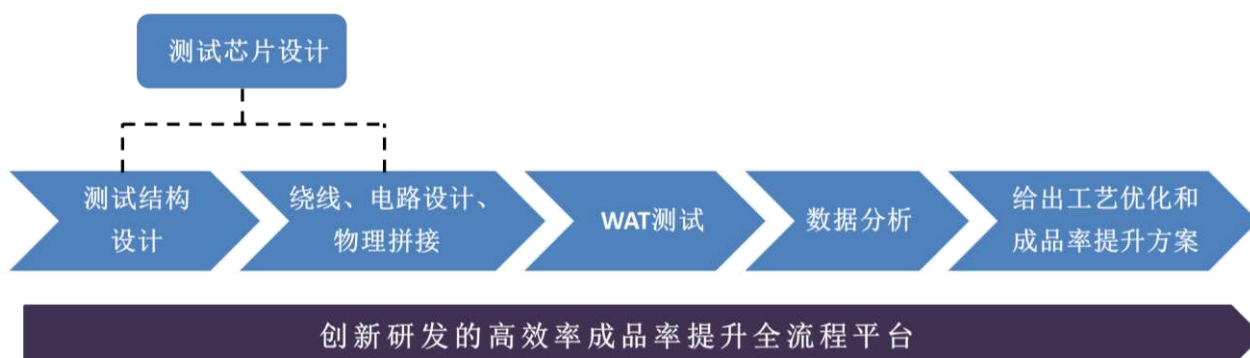 测试芯片设计
测试结构
设计
绕线、电路设计、
物理拼接
WAT测试
数据分析
给出工艺优化和
成品率提升方案
创新研发的高效率成品率提升全流程平台